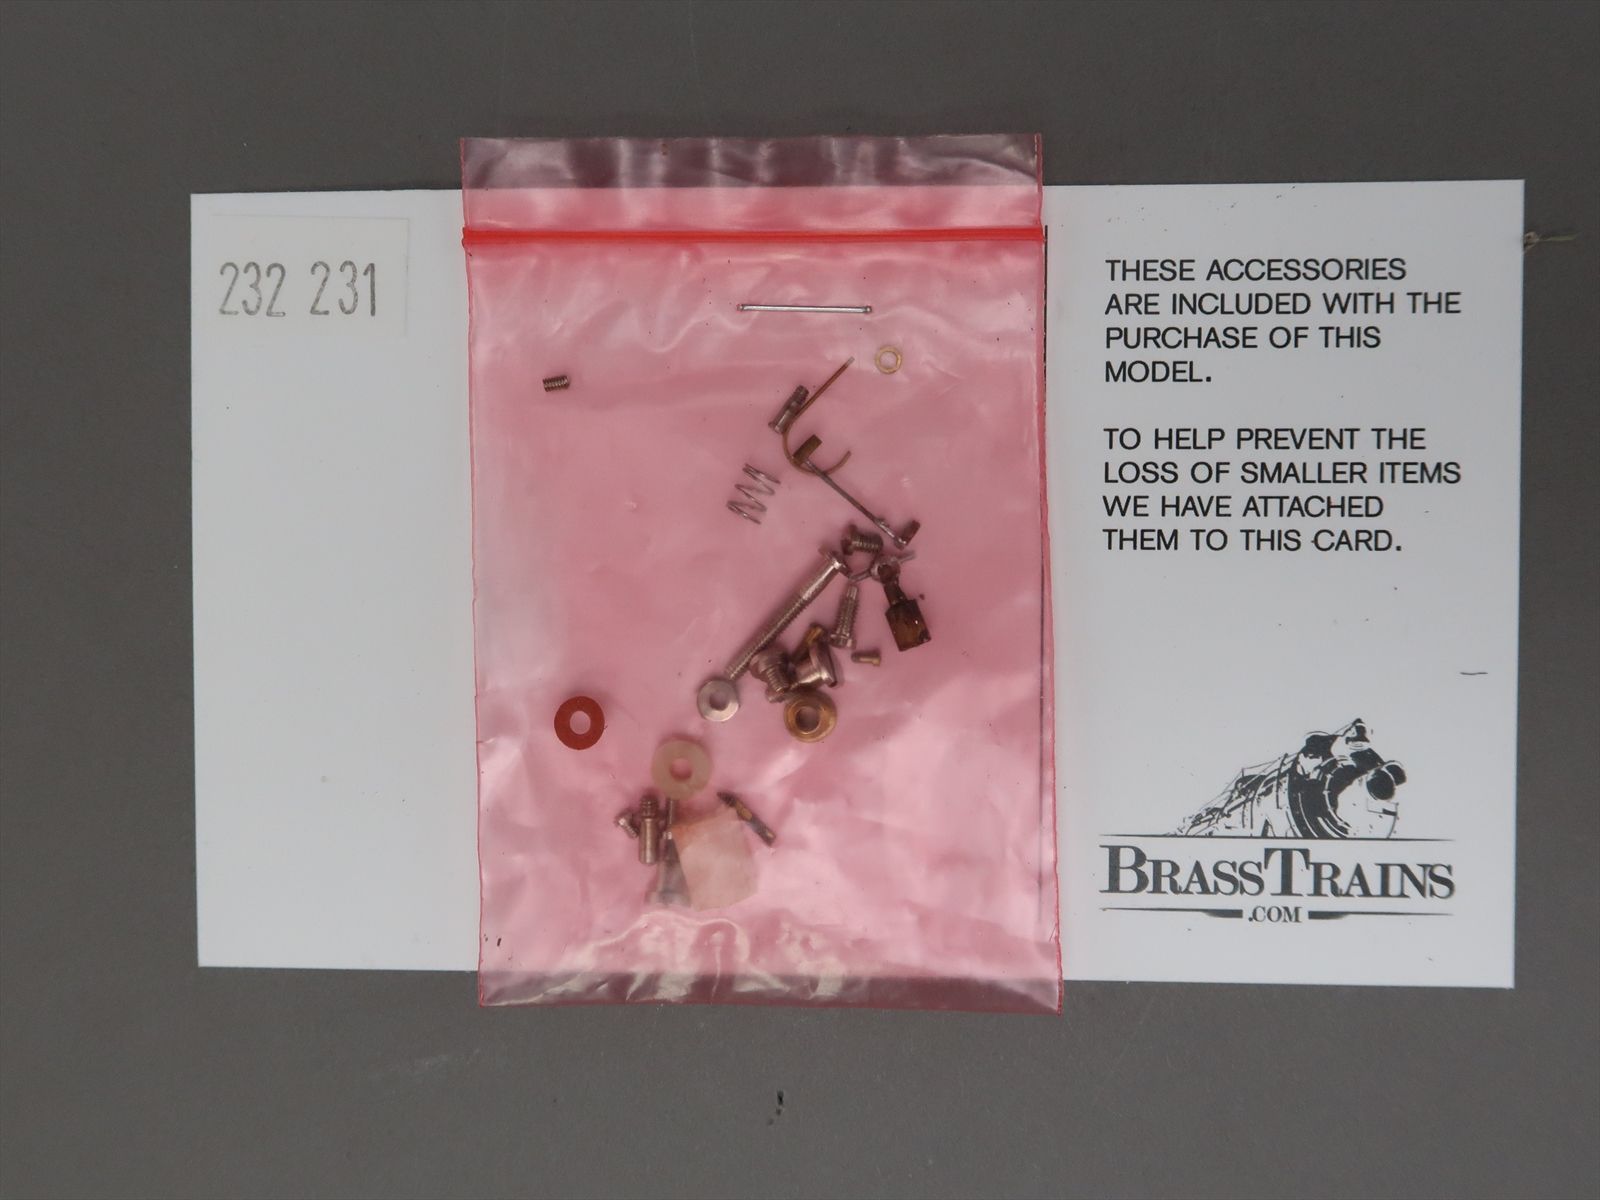 232 231
THESE ACCESSORIES
ARE INCLUDED WITH THE
PURCHASE OF THIS
MODEL.
TO HELP PREVENT THE
LOSS OF SMALLER ITEMS
WE HAVE ATTACHED
THEM TO THIS CARD.
BRASSTRAINS
.COM